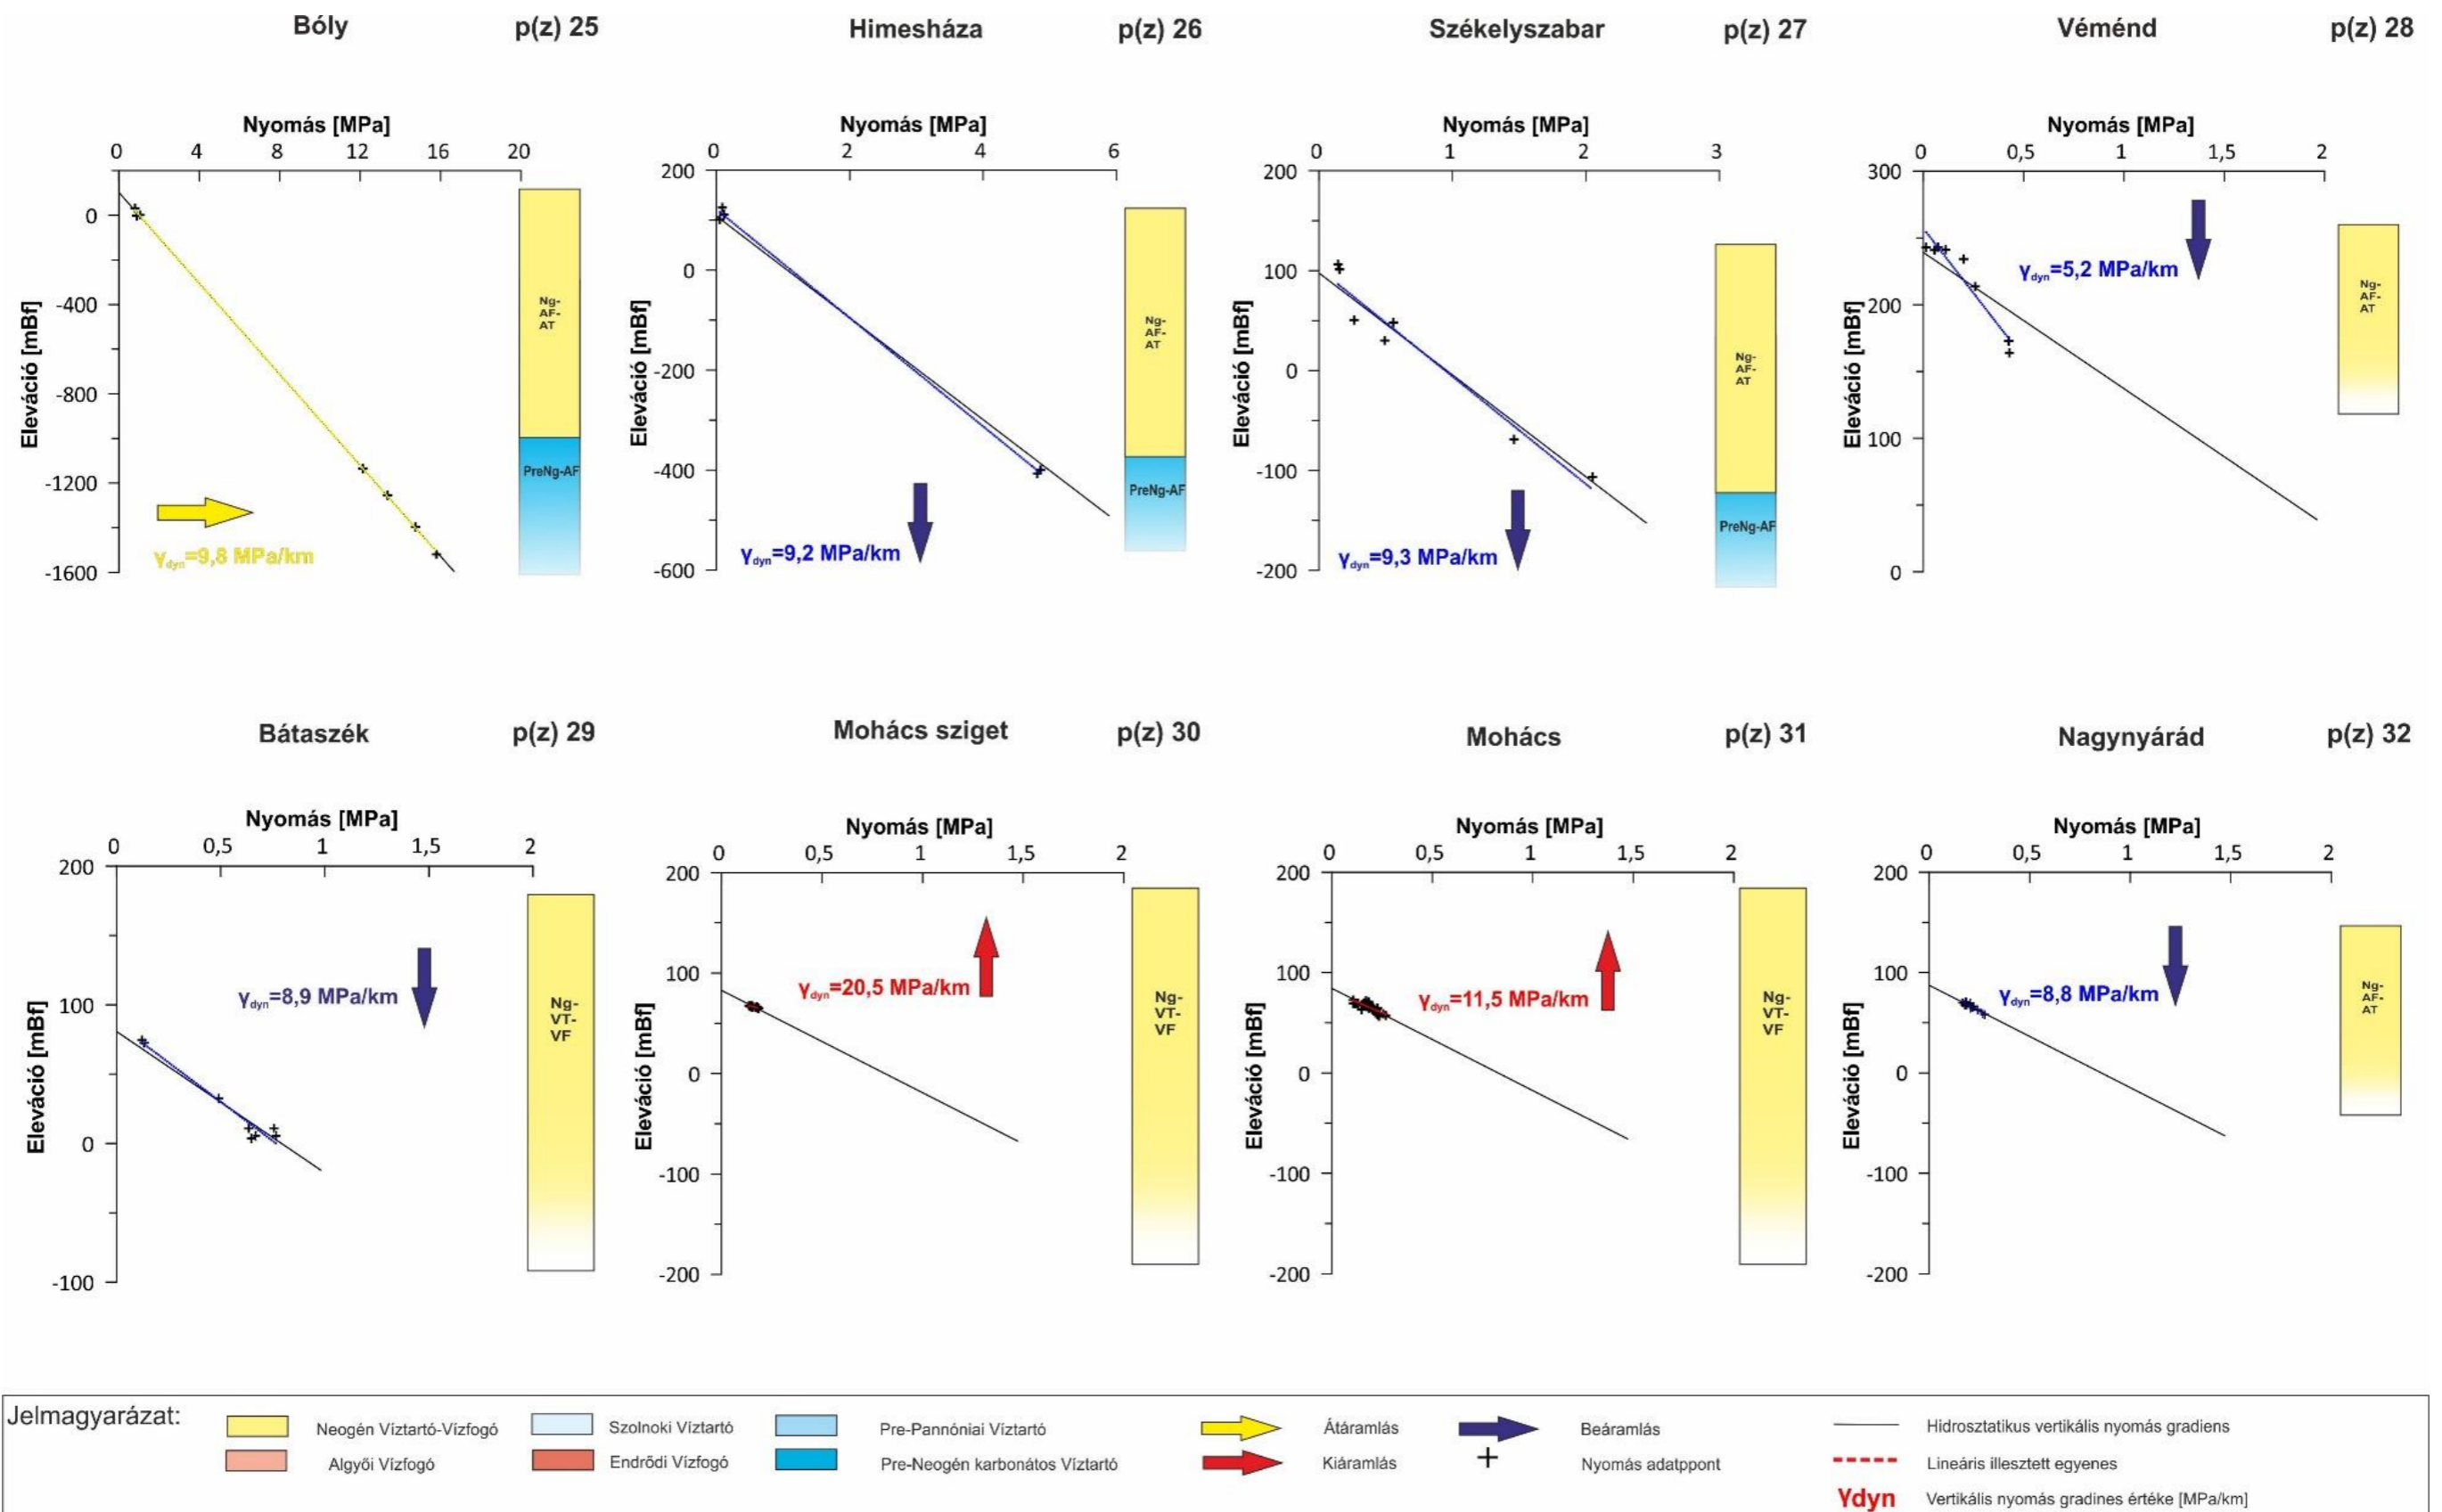 Bóly p(z) 25
Nyomás [MPa]
0 4 8 12 16 20
Eleváció [mBf]
0
-400
-800
-1200
-1600
Ng-
AF-
AT
PreNg-AF
γdyn=9,8 MPa/km
Himesháza p(z) 26
Nyomás [MPa]
0 2 4 6
Eleváció [mBf]
200
0
-200
-400
-600
Ng-
AF-
AT
PreNg-AF
γdyn=9,2 MPa/km
Székelyszabar p(z) 27
Nyomás [MPa]
0 1 2 3
Eleváció [mBf]
200
100
0
-100
-200
Ng-
AF-
AT
PreNg-AF
γdyn=9,3 MPa/km
Véménd p(z) 28
Nyomás [MPa]
0 0,5 1 1,5 2
Eleváció [mBf]
300
200
100
0
γdyn=5,2 MPa/km
Ng-
AF-
AT
Bátaszék p(z) 29
Nyomás [MPa]
0 0,5 1 1,5 2
Eleváció [mBf]
200
100
0
-100
γdyn=8,9 MPa/km
Ng-
VT-
VF
Mohács sziget p(z) 30
Nyomás [MPa]
0 0,5 1 1,5 2
Eleváció [mBf]
200
100
0
-100
-200
γdyn=20,5 MPa/km
Ng-
VT-
VF
Mohács p(z) 31
Nyomás [MPa]
0 0,5 1 1,5 2
Eleváció [mBf]
200
100
0
-100
-200
γdyn=11,5 MPa/km
Ng-
VT-
VF
Nagynyárád p(z) 32
Nyomás [MPa]
0 0,5 1 1,5 2
Eleváció [mBf]
200
100
0
-100
-200
γdyn=8,8 MPa/km
Ng-
AF-
AT
Jelmagyarázat:
Neogén Víztartó-Vízfogó
Algyői Vízfogó
Szolnoki Víztartó
Endrődi Vízfogó
Pre-Pannóniai Víztartó
Pre-Neogén karbonátos Víztartó
Átáramlás
Kiáramlás
Beáramlás
Nyomás adatppont
Hidrosztatikus vertikális nyomás gradiens
Lineáris illesztett egyenes
γdyn Vertikális nyomás gradines értéke [MPa/km]